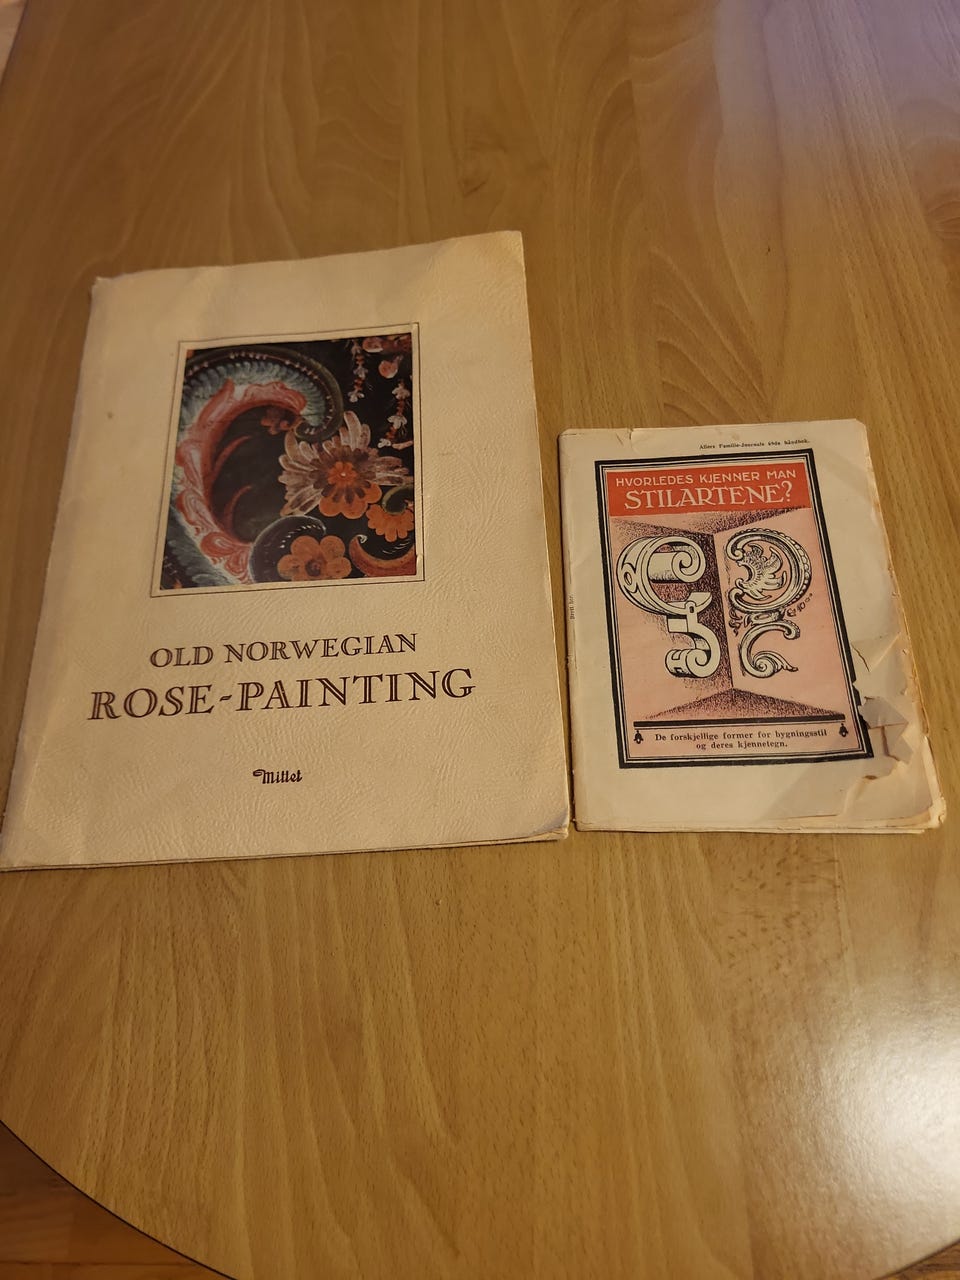 OLD NORWEGIAN
ROSE-PAINTING
Mittet
Allers Familie-Journals 69de håndbok.
HVORLEDES KJENNER MAN
STILARTENE?
De forskjellige former for bygningsstil
og deres kjennetegn.